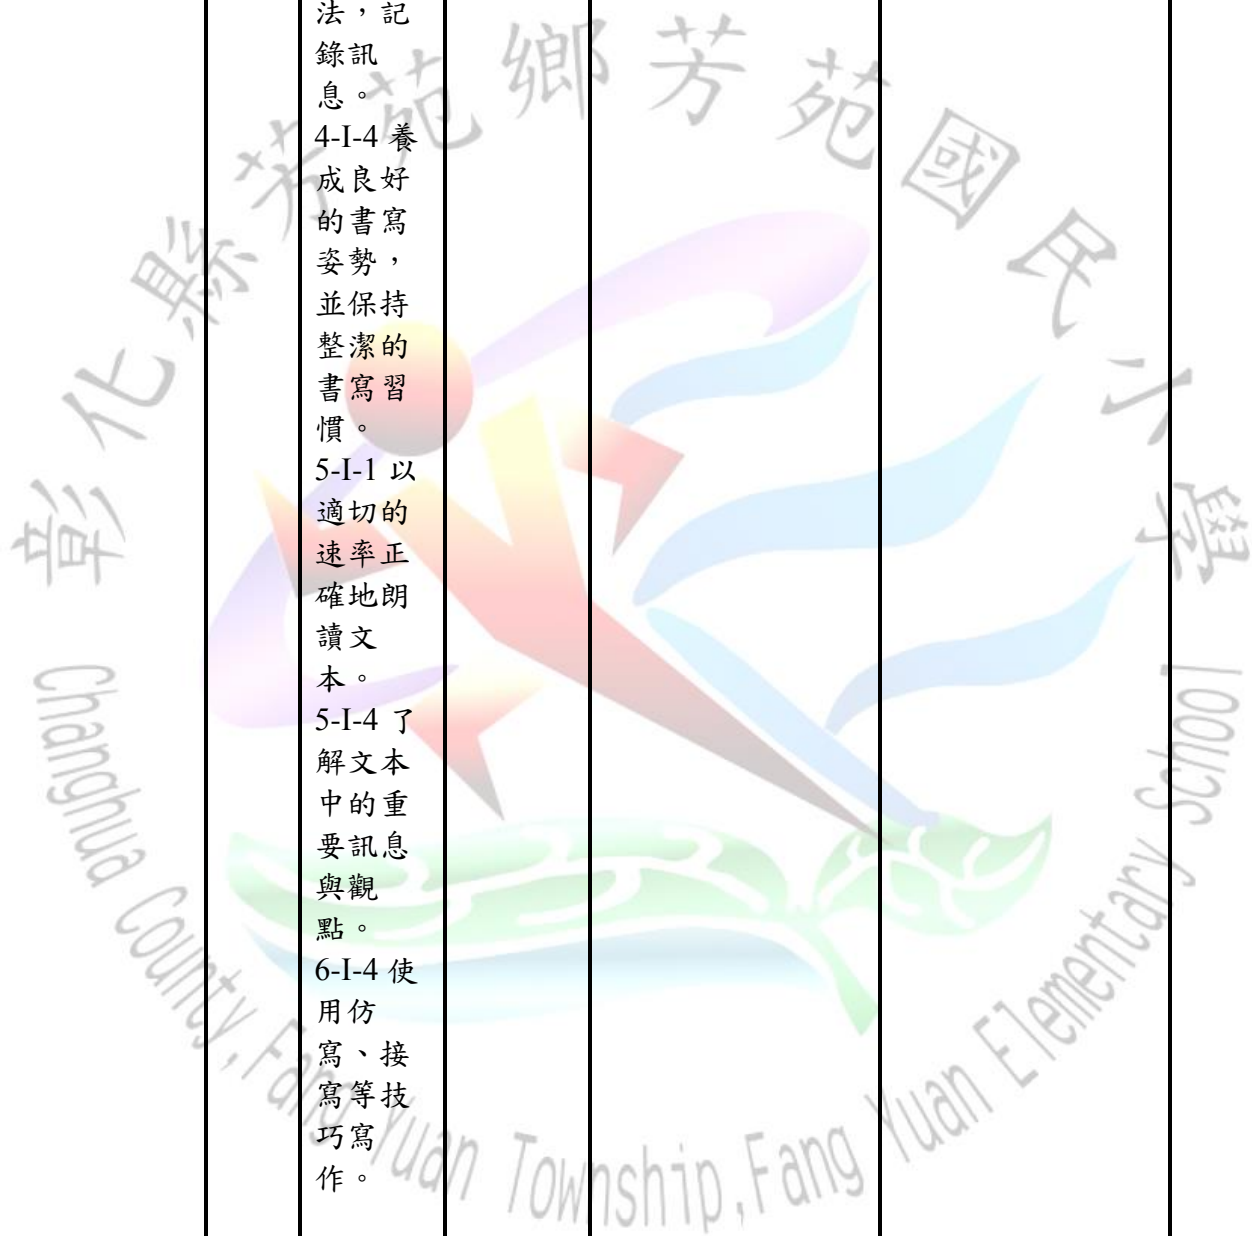 法，記
錄訊
息。
4-I-4 養
成良好
的書寫
姿勢，
並保持
整潔的
書寫習
慣。
5-I-1 以
適切的
速率正
確地朗
讀文
本。
5-I-4 了
解文本
中的重
要訊息
與觀
點。
6-I-4 使
用仿
寫、接
寫等技
巧寫
作。
彰化縣芳苑鄉芳苑國民小學
Changhua County, Fang Yuan Township, Fang Yuan Elementary School